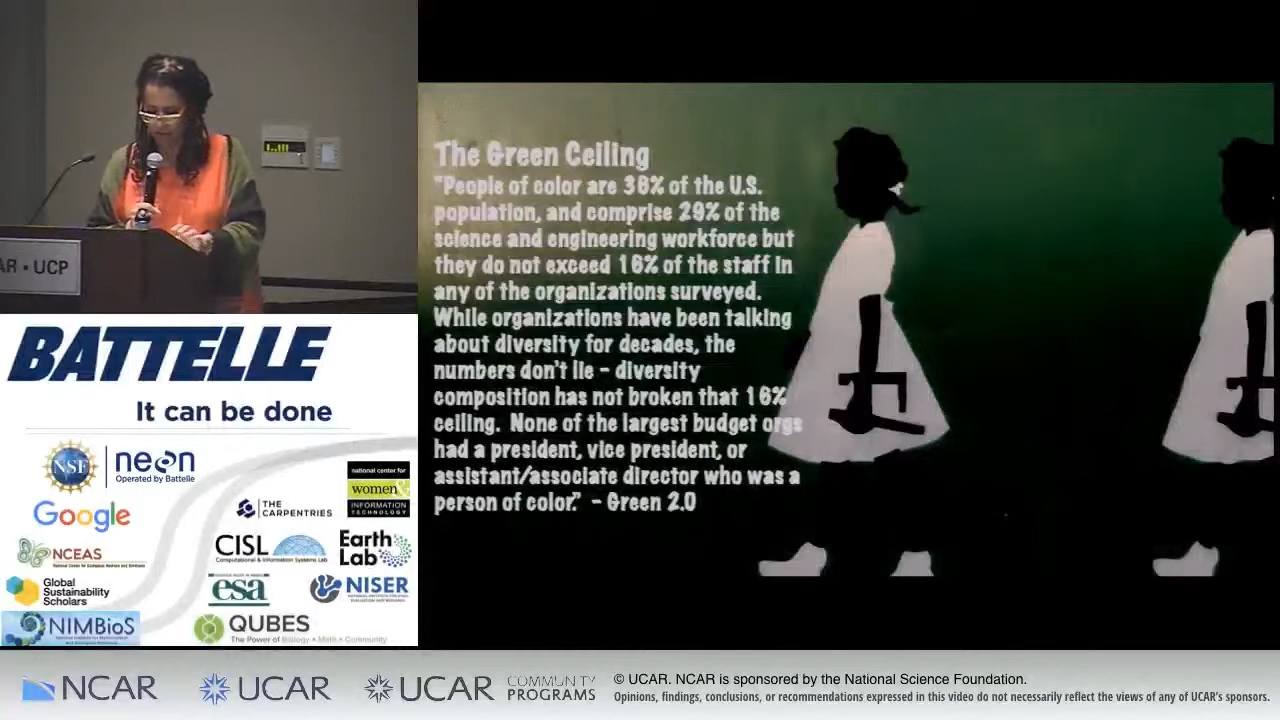 AR • UCP
BATTELLE
It can be done
NSF
neon
Operated by Battelle
Google
THE
CARPENTRIES
national center for
women &
INFORMATION
TECHNOLOGY
NCEAS
CISL
Computational & Information Systems Lab
Earth
Lab
Global
Sustainability
Scholars
esa
NISER
NIMBioS
QUBES
The Power of Biology • Math • Community
The Green Ceiling
"People of color are 36% of the U.S.
population, and comprise 29% of the
science and engineering workforce but
they do not exceed 16% of the staff in
any of the organizations surveyed.
While organizations have been talking
about diversity for decades, the
numbers don't lie - diversity
composition has not broken that 16%
ceiling. None of the largest budget orgs
had a president, vice president, or
assistant/associate director who was a
person of color." - Green 2.0
NCAR
UCAR
UCAR
COMMUNITY
PROGRAMS
© UCAR. NCAR is sponsored by the National Science Foundation.
Opinions, findings, conclusions, or recommendations expressed in this video do not necessarily reflect the views of any of UCAR's sponsors.